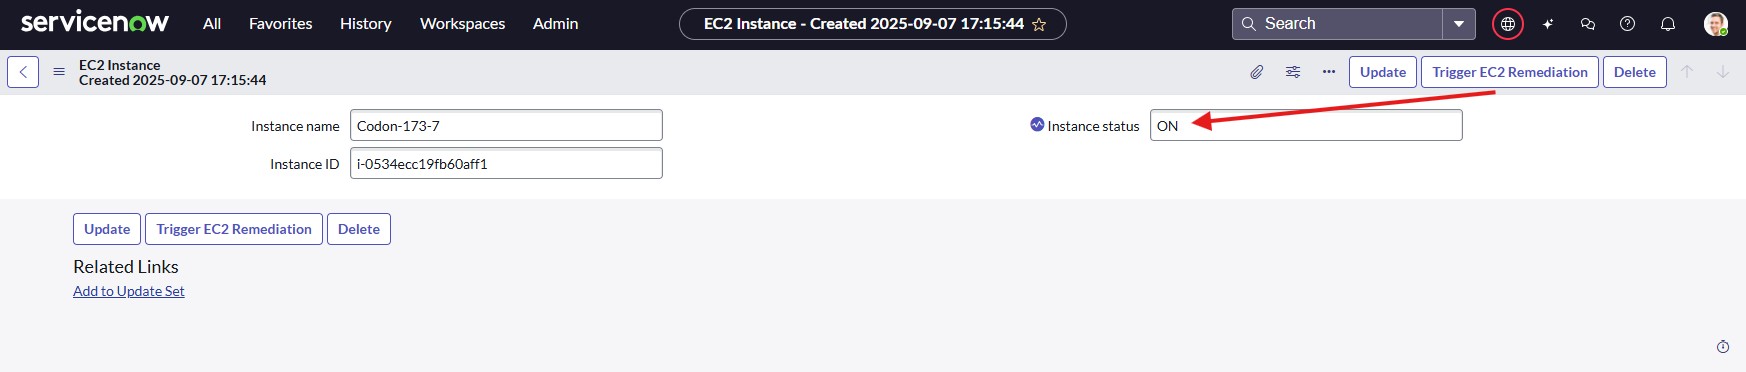 servicenow All Favorites History Workspaces Admin EC2 Instance - Created 2025-09-07 17:15:44 Search
EC2 Instance
Created 2025-09-07 17:15:44
Update Trigger EC2 Remediation Delete
Instance name Codon-173-7 Instance status ON
Instance ID i-0534ecc19fb60aff1
Update Trigger EC2 Remediation Delete
Related Links
Add to Update Set